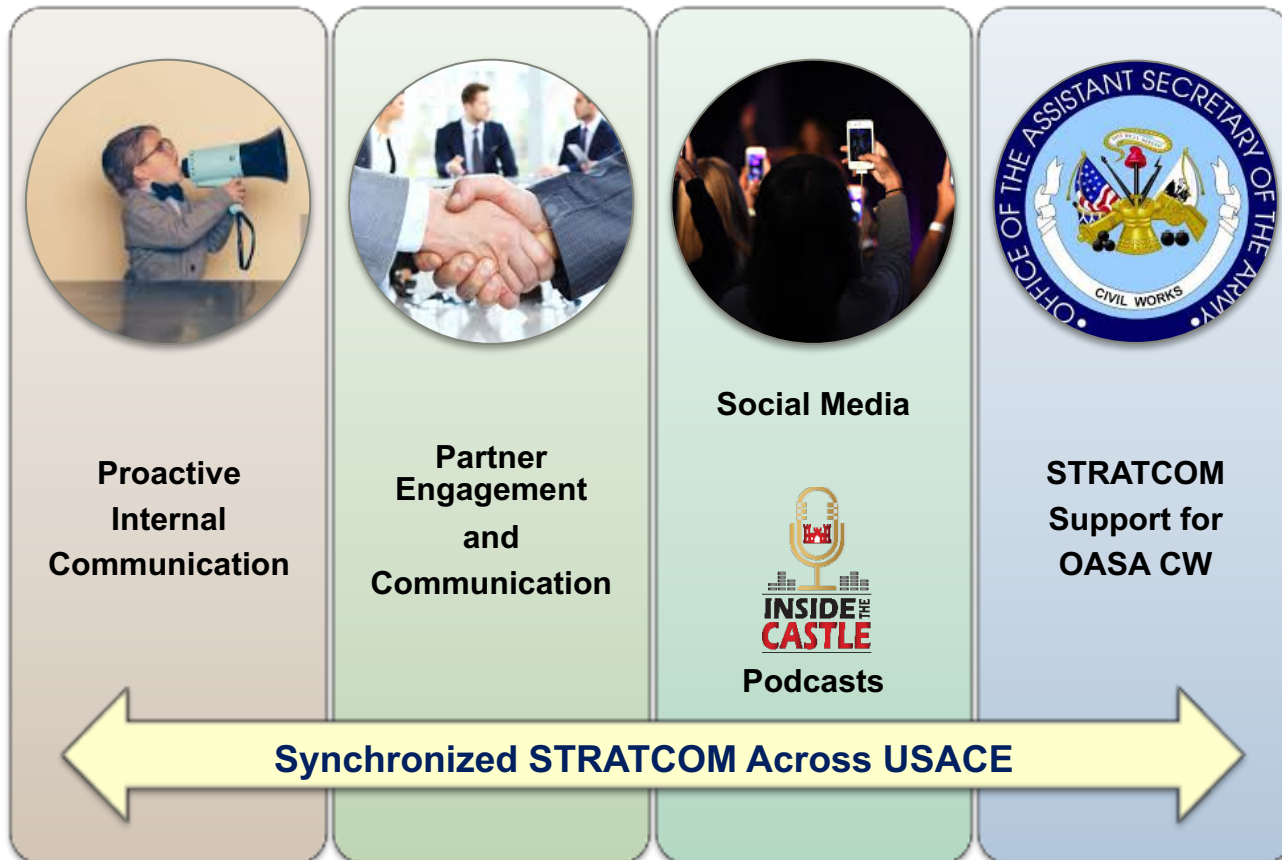 Proactive
Internal
Communication
Partner
Engagement
and
Communication
Social Media
INSIDE THE
CASTLE
Podcasts
OFFICE OF THE ASSISTANT SECRETARY OF THE ARMY
CIVIL WORKS
STRATCOM
Support for
OASA CW
Synchronized STRATCOM Across USACE